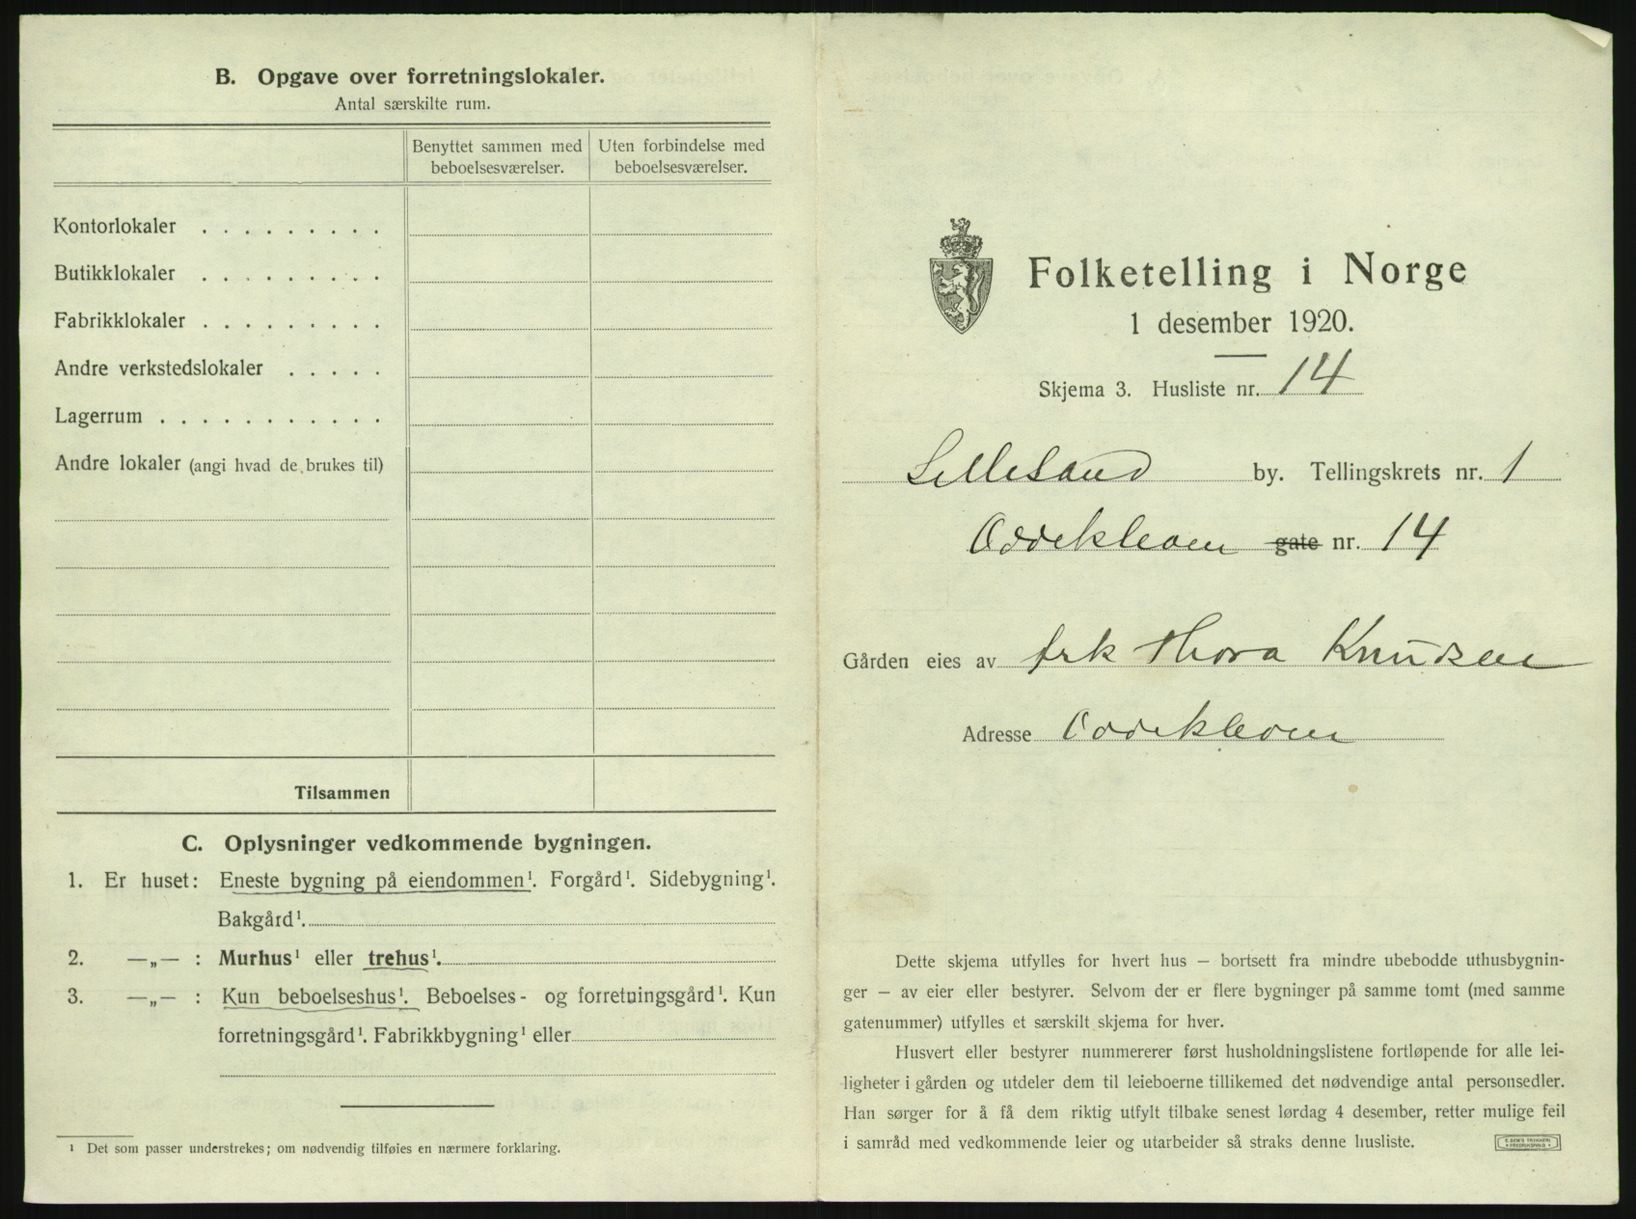 B. Opgave over forretningslokaler.
Antal særskilte rum.
Benyttet sammen med beboelsesværelser.
Uten forbindelse med beboelsesværelser.
Kontorlokaler . . . . . . . . .
Butikklokaler . . . . . . . . .
Fabrikklokaler . . . . . . . . .
Andre verkstedslokaler . . . . .
Lagerrum . . . . . . . . . . .
Andre lokaler (angi hvad de brukes til)
Tilsammen
C. Oplysninger vedkommende bygningen.
1. Er huset: Eneste bygning på eiendommen¹. Forgård¹. Sidebygning¹.
Bakgård¹.
2. —„— : Murhus¹ eller trehus¹.
3. —„— : Kun beboelseshus¹. Beboelses- og forretningsgård¹. Kun
forretningsgård¹. Fabrikkbygning¹ eller
¹ Det som passer understrekes; om nødvendig tilføies en nærmere forklaring.
Folketelling i Norge
1 desember 1920.
Skjema 3. Husliste nr. 14
Lillesand by. Tellingskrets nr. 1
Oddekleven gate nr. 14
Gården eies av frk Thora Knudsen
Adresse Oddekleven
Dette skjema utfylles for hvert hus – bortsett fra mindre ubebodde uthusbygnin-
ger – av eier eller bestyrer. Selvom der er flere bygninger på samme tomt (med samme
gatenummer) utfylles et særskilt skjema for hver.
Husvert eller bestyrer nummererer først husholdningslistene fortløpende for alle lei-
ligheter i gården og utdeler dem til leieboerne tillikemed det nødvendige antal personsedler.
Han sørger for å få dem riktig utfylt tilbake senest lørdag 4 desember, retter mulige feil
i samråd med vedkommende leier og utarbeider så straks denne husliste.